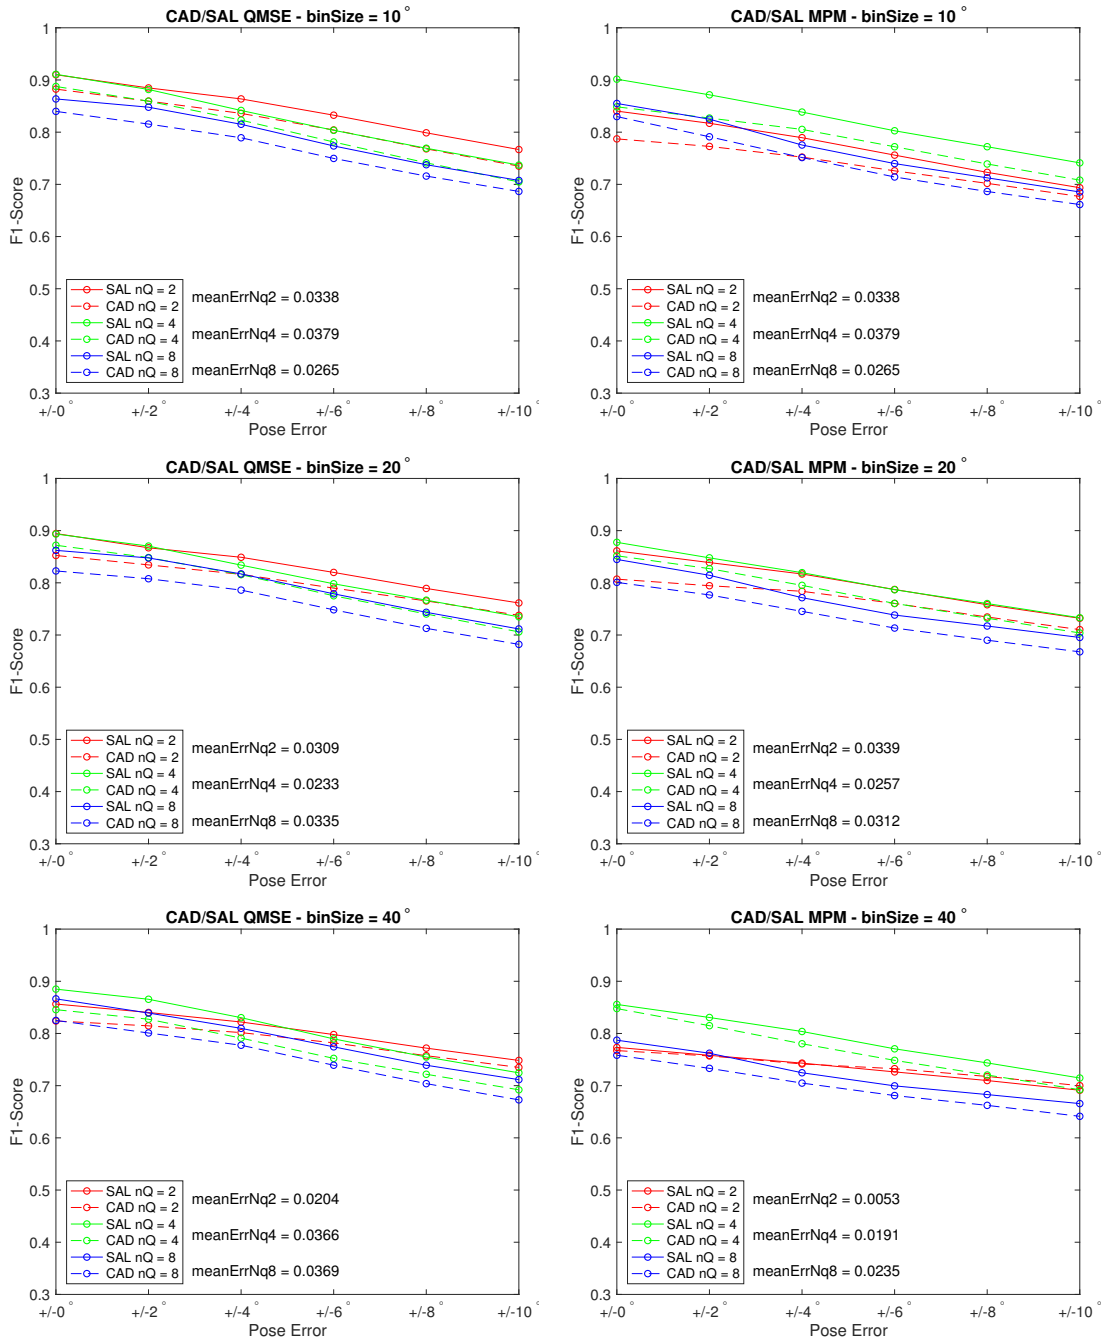 CAD/SAL QMSE - binSize = 10 °
1
0.9
0.8
0.7
0.6
0.5
0.4
0.3
F1-Score
SAL nQ = 2
CAD nQ = 2
SAL nQ = 4
CAD nQ = 4
SAL nQ = 8
CAD nQ = 8
meanErrNq2 = 0.0338
meanErrNq4 = 0.0379
meanErrNq8 = 0.0265
+/-0 ° +/-2 ° +/-4 ° +/-6 ° +/-8 ° +/-10 °
Pose Error
CAD/SAL MPM - binSize = 10 °
1
0.9
0.8
0.7
0.6
0.5
0.4
0.3
F1-Score
SAL nQ = 2
CAD nQ = 2
SAL nQ = 4
CAD nQ = 4
SAL nQ = 8
CAD nQ = 8
meanErrNq2 = 0.0338
meanErrNq4 = 0.0379
meanErrNq8 = 0.0265
+/-0 ° +/-2 ° +/-4 ° +/-6 ° +/-8 ° +/-10 °
Pose Error
CAD/SAL QMSE - binSize = 20 °
1
0.9
0.8
0.7
0.6
0.5
0.4
0.3
F1-Score
SAL nQ = 2
CAD nQ = 2
SAL nQ = 4
CAD nQ = 4
SAL nQ = 8
CAD nQ = 8
meanErrNq2 = 0.0309
meanErrNq4 = 0.0233
meanErrNq8 = 0.0335
+/-0 ° +/-2 ° +/-4 ° +/-6 ° +/-8 ° +/-10 °
Pose Error
CAD/SAL MPM - binSize = 20 °
1
0.9
0.8
0.7
0.6
0.5
0.4
0.3
F1-Score
SAL nQ = 2
CAD nQ = 2
SAL nQ = 4
CAD nQ = 4
SAL nQ = 8
CAD nQ = 8
meanErrNq2 = 0.0339
meanErrNq4 = 0.0257
meanErrNq8 = 0.0312
+/-0 ° +/-2 ° +/-4 ° +/-6 ° +/-8 ° +/-10 °
Pose Error
CAD/SAL QMSE - binSize = 40 °
1
0.9
0.8
0.7
0.6
0.5
0.4
0.3
F1-Score
SAL nQ = 2
CAD nQ = 2
SAL nQ = 4
CAD nQ = 4
SAL nQ = 8
CAD nQ = 8
meanErrNq2 = 0.0204
meanErrNq4 = 0.0366
meanErrNq8 = 0.0369
+/-0 ° +/-2 ° +/-4 ° +/-6 ° +/-8 ° +/-10 °
Pose Error
CAD/SAL MPM - binSize = 40 °
1
0.9
0.8
0.7
0.6
0.5
0.4
0.3
F1-Score
SAL nQ = 2
CAD nQ = 2
SAL nQ = 4
CAD nQ = 4
SAL nQ = 8
CAD nQ = 8
meanErrNq2 = 0.0053
meanErrNq4 = 0.0191
meanErrNq8 = 0.0235
+/-0 ° +/-2 ° +/-4 ° +/-6 ° +/-8 ° +/-10 °
Pose Error